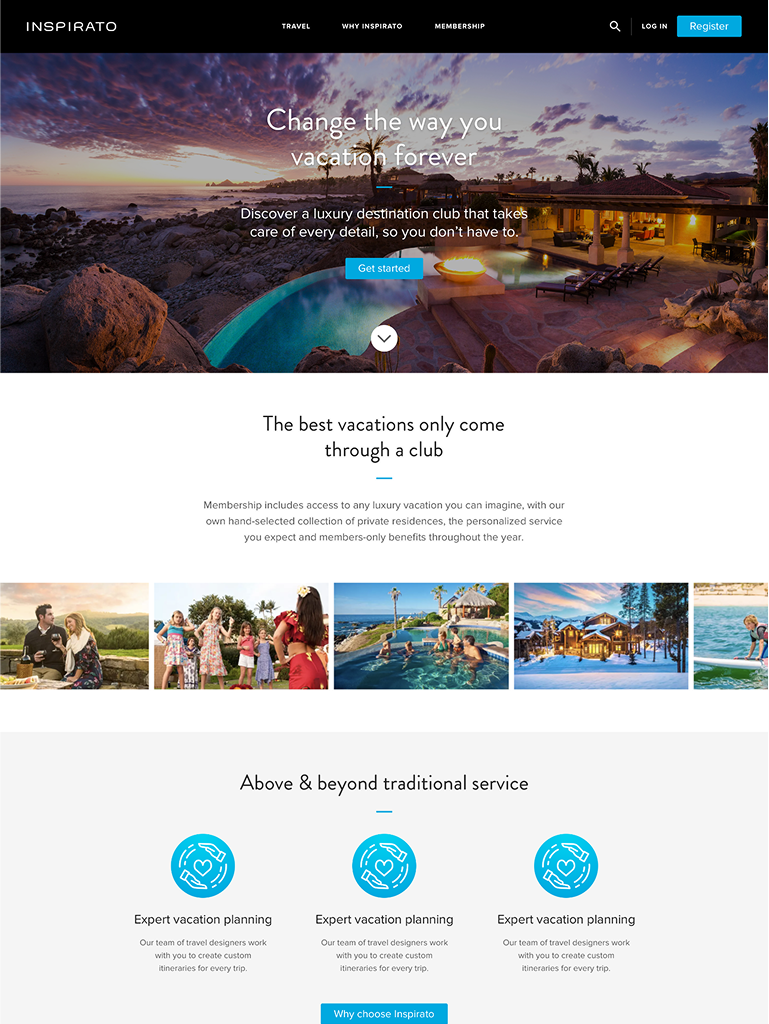 INSPIRATO
TRAVEL WHY INSPIRATO MEMBERSHIP LOG IN Register
Change the way you
vacation forever
Discover a luxury destination club that takes
care of every detail, so you don't have to.
Get started
The best vacations only come
through a club
Membership includes access to any luxury vacation you can imagine, with our
own hand-selected collection of private residences, the personalized service
you expect and members-only benefits throughout the year.
Above & beyond traditional service
Expert vacation planning
Our team of travel designers work
with you to create custom
itineraries for every trip.
Expert vacation planning
Our team of travel designers work
with you to create custom
itineraries for every trip.
Expert vacation planning
Our team of travel designers work
with you to create custom
itineraries for every trip.
Why choose Inspirato